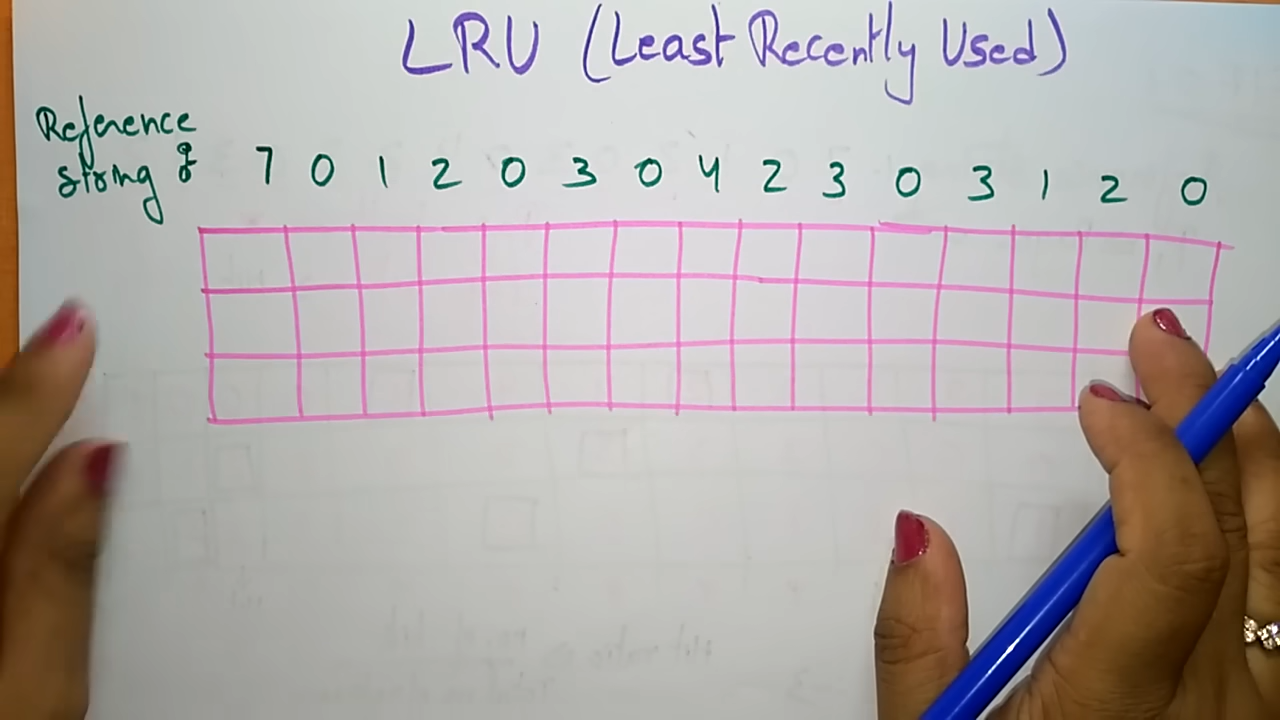 LRU (Least Recently Used)
Reference
string 7 0 1 2 0 3 0 4 2 3 0 3 1 2 0